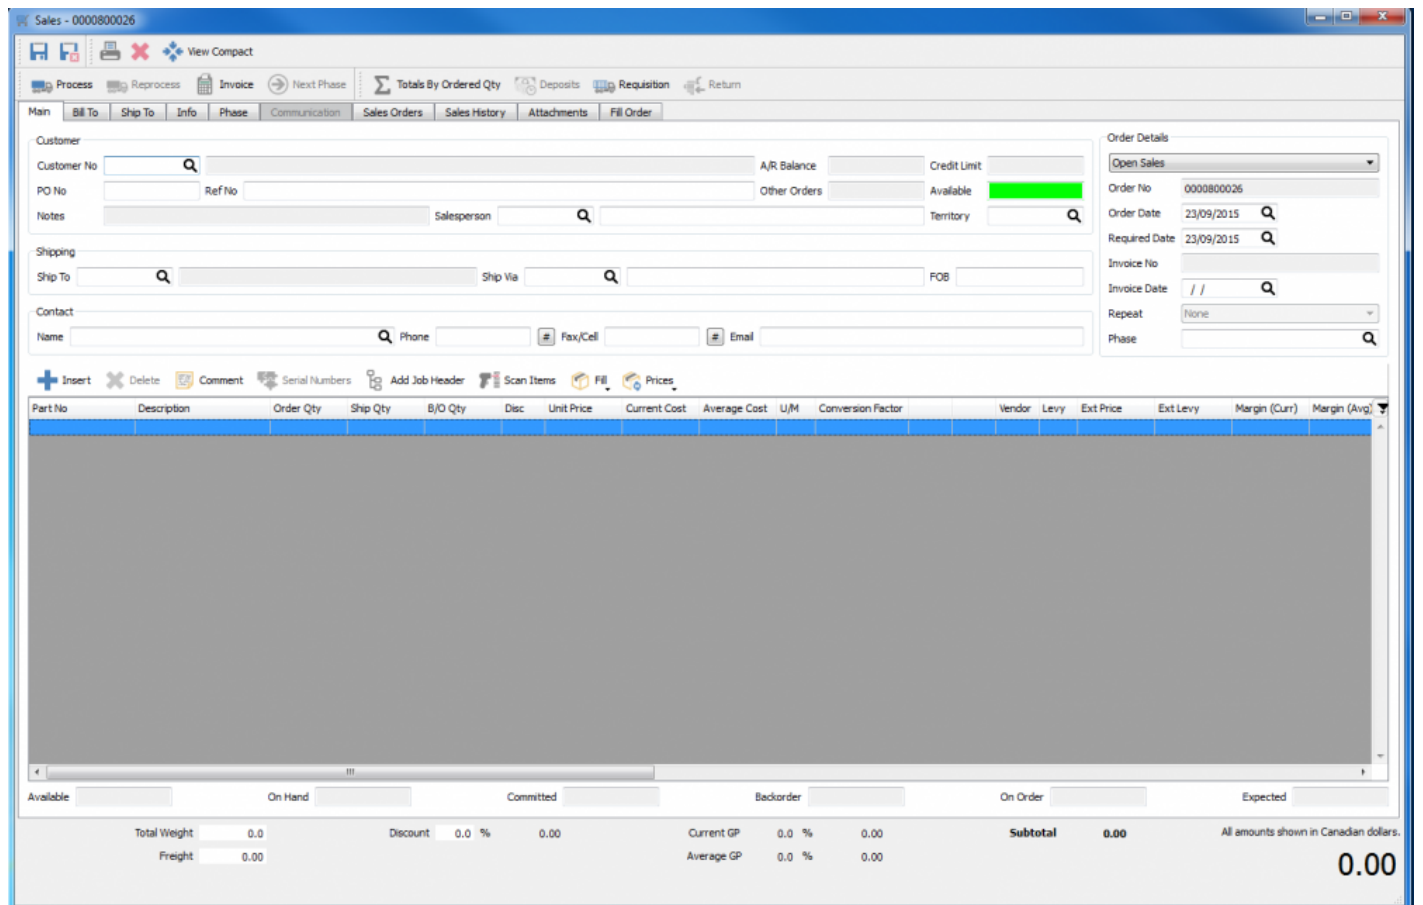 Sales - 0000800026
View Compact
Process Reprocess Invoice Next Phase Totals By Ordered Qty Deposits Requisition Return
Main Bill To Ship To Info Phase Communication Sales Orders Sales History Attachments Fill Order
Customer
Customer No A/R Balance Credit Limit
PO No Ref No Other Orders Available
Notes Salesperson Territory
Shipping
Ship To Ship Via FOB
Contact
Name Phone # Fax/Cell # Email
Order Details
Open Sales
Order No 0000800026
Order Date 23/09/2015
Required Date 23/09/2015
Invoice No
Invoice Date / /
Repeat None
Phase
Insert Delete Comment Serial Numbers Add Job Header Scan Items Fill Prices
Part No Description Order Qty Ship Qty B/O Qty Disc Unit Price Current Cost Average Cost U/M Conversion Factor Vendor Levy Ext Price Ext Levy Margin (Curr) Margin (Avg)
Available On Hand Committed Backorder On Order Expected
Total Weight 0.0 Discount 0.0 % 0.00 Current GP 0.0 % 0.00 Subtotal 0.00 All amounts shown in Canadian dollars.
Freight 0.00 Average GP 0.0 % 0.00 0.00